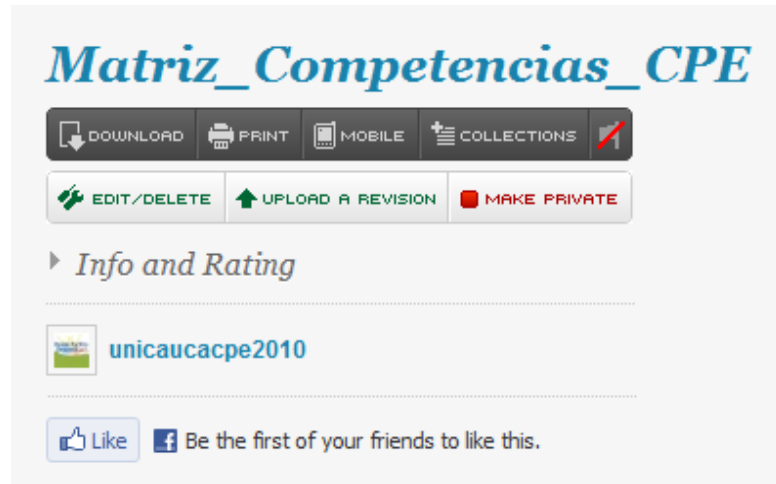 Matriz_Competencias_CPE
DOWNLOAD PRINT MOBILE COLLECTIONS
EDIT/DELETE UPLOAD A REVISION MAKE PRIVATE
Info and Rating
unicaucacpe2010
Like Be the first of your friends to like this.